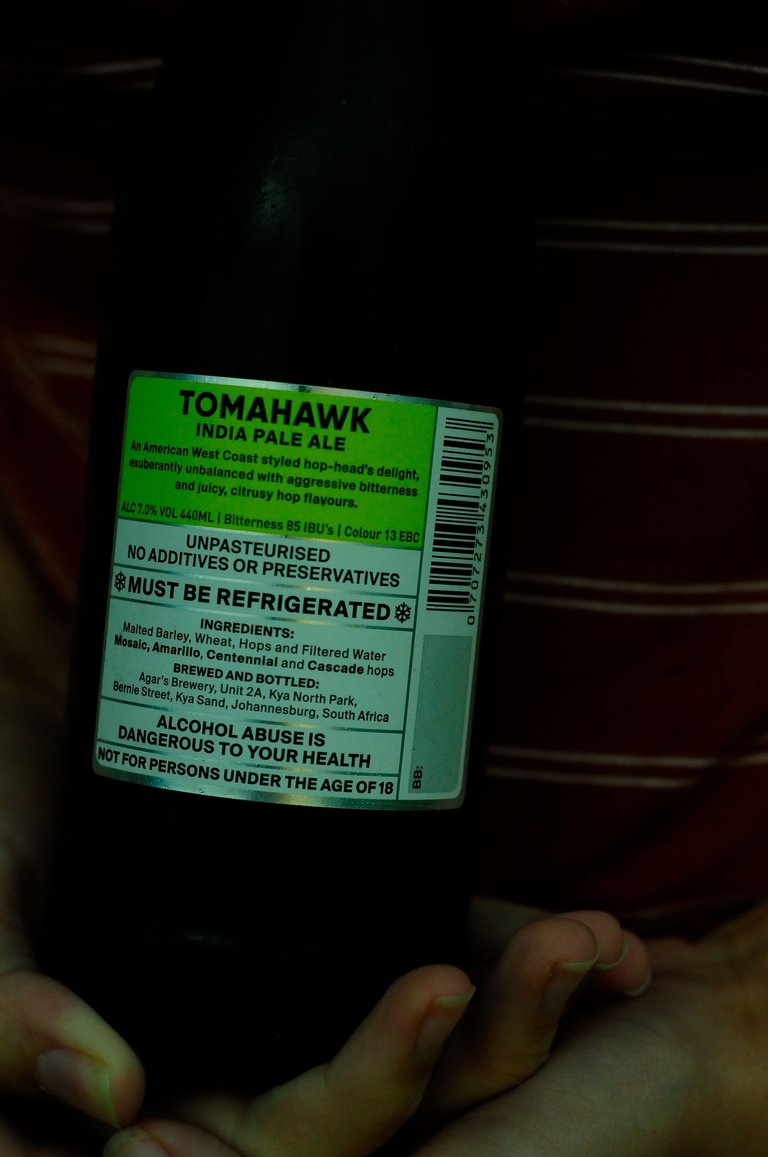 TOMAHAWK
INDIA PALE ALE
An American West Coast styled hop-head's delight,
exuberantly unbalanced with aggressive bitterness
and juicy, citrusy hop flavours.
ALC 7.0% VOL 440ML | Bitterness 85 IBU's | Colour 13 EBC
UNPASTEURISED
NO ADDITIVES OR PRESERVATIVES
MUST BE REFRIGERATED
INGREDIENTS:
Malted Barley, Wheat, Hops and Filtered Water
Mosaic, Amarillo, Centennial and Cascade hops
BREWED AND BOTTLED:
Agar's Brewery, Unit 2A, Kya North Park,
Bernie Street, Kya Sand, Johannesburg, South Africa
ALCOHOL ABUSE IS
DANGEROUS TO YOUR HEALTH
NOT FOR PERSONS UNDER THE AGE OF 18
0 707273 430953
BB: